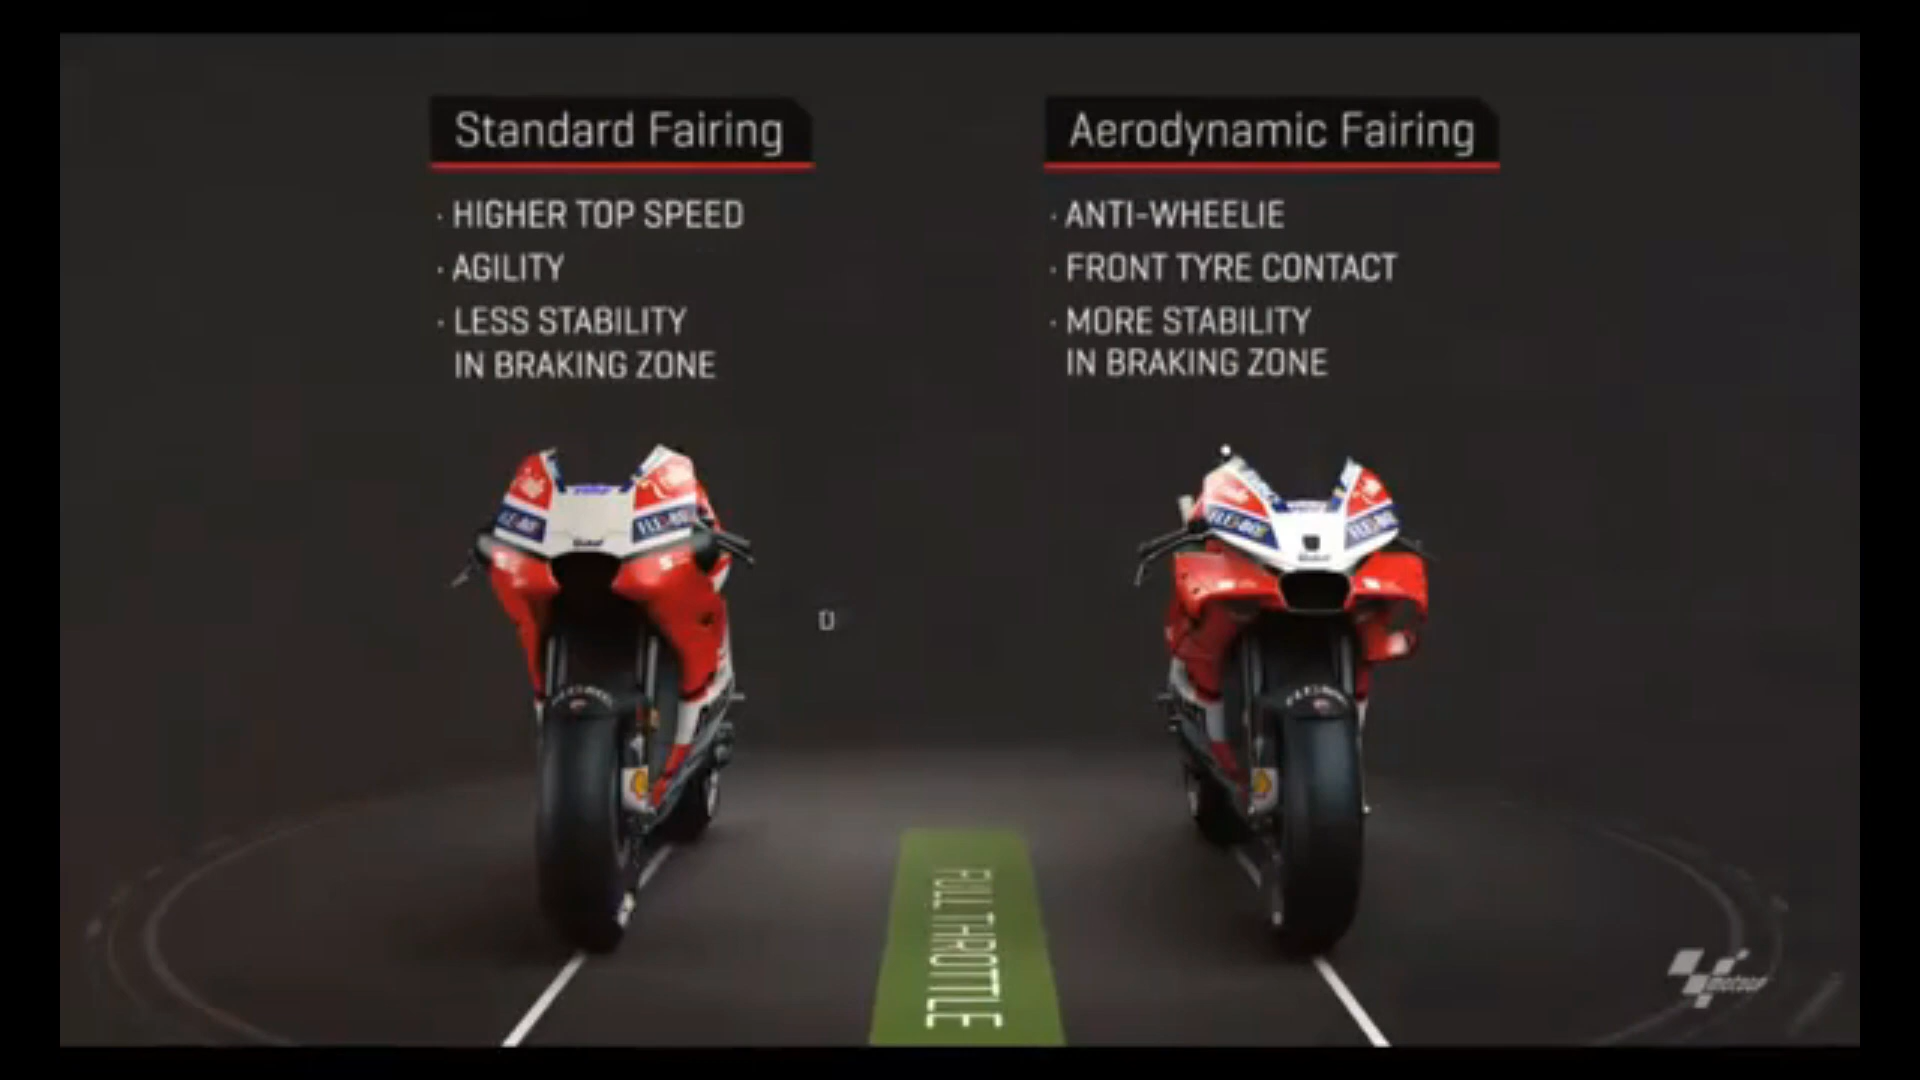 Standard Fairing
· HIGHER TOP SPEED
· AGILITY
· LESS STABILITY
IN BRAKING ZONE
Aerodynamic Fairing
· ANTI-WHEELIE
· FRONT TYRE CONTACT
· MORE STABILITY
IN BRAKING ZONE
FULL THROTTLE
motoGP